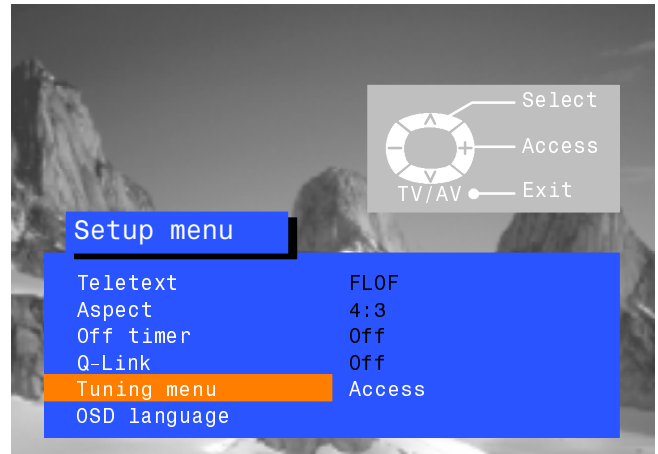 Select
Access
TV/AV Exit
Setup menu
Teletext FLOF
Aspect 4:3
Off timer Off
Q-Link Off
Tuning menu Access
OSD language